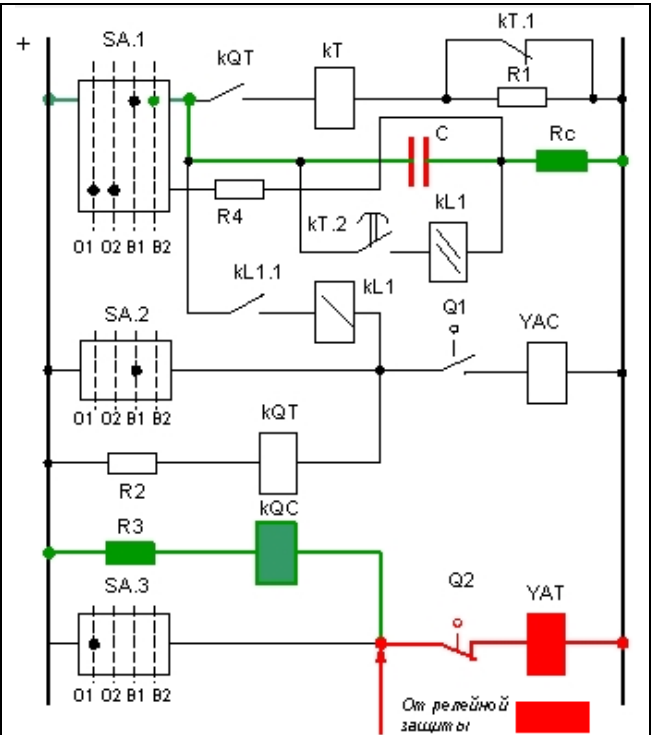 +
SA.1
kQT
kT
kT.1
R1
C
Rc
R4
kT.2
kL1
O1 O2 B1 B2
kL1.1
kL1
SA.2
Q1
YAC
O1 O2 B1 B2
kQT
R2
kQC
R3
SA.3
Q2
YAT
O1 O2 B1 B2
От релейной
защиты